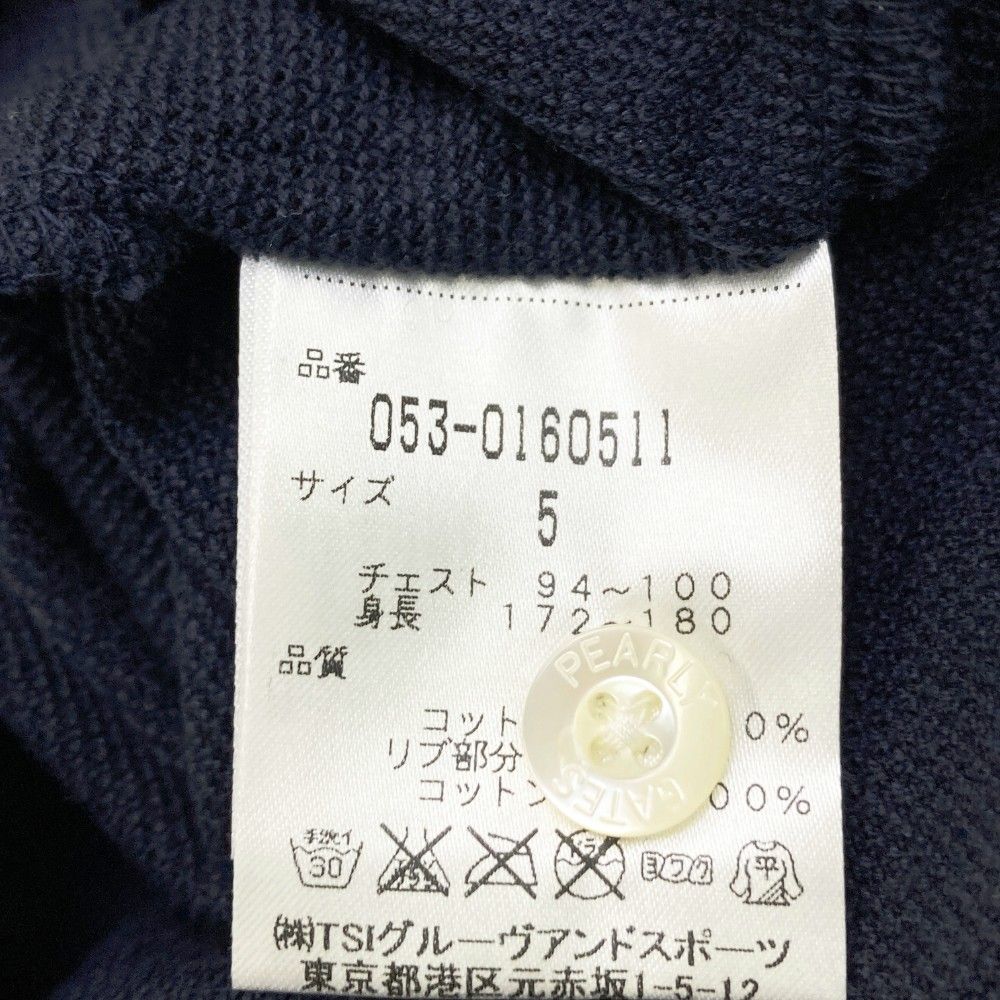 品番
053-0160511
サイズ
5
チェスト 94~100
身長 172~180
品質
コット 0%
リブ部分
コットン 00%
PEARLY GATES
手洗イ 30 平
(株)TSIグルーヴアンドスポーツ
東京都港区元赤坂1-5-12